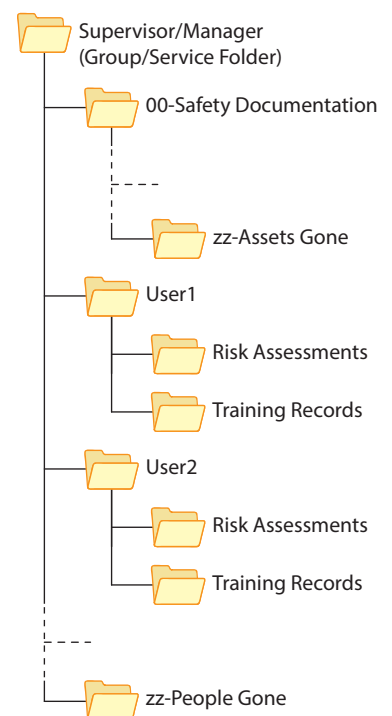 Supervisor/Manager
(Group/Service Folder)
00-Safety Documentation
zz-Assets Gone
User1
Risk Assessments
Training Records
User2
Risk Assessments
Training Records
zz-People Gone